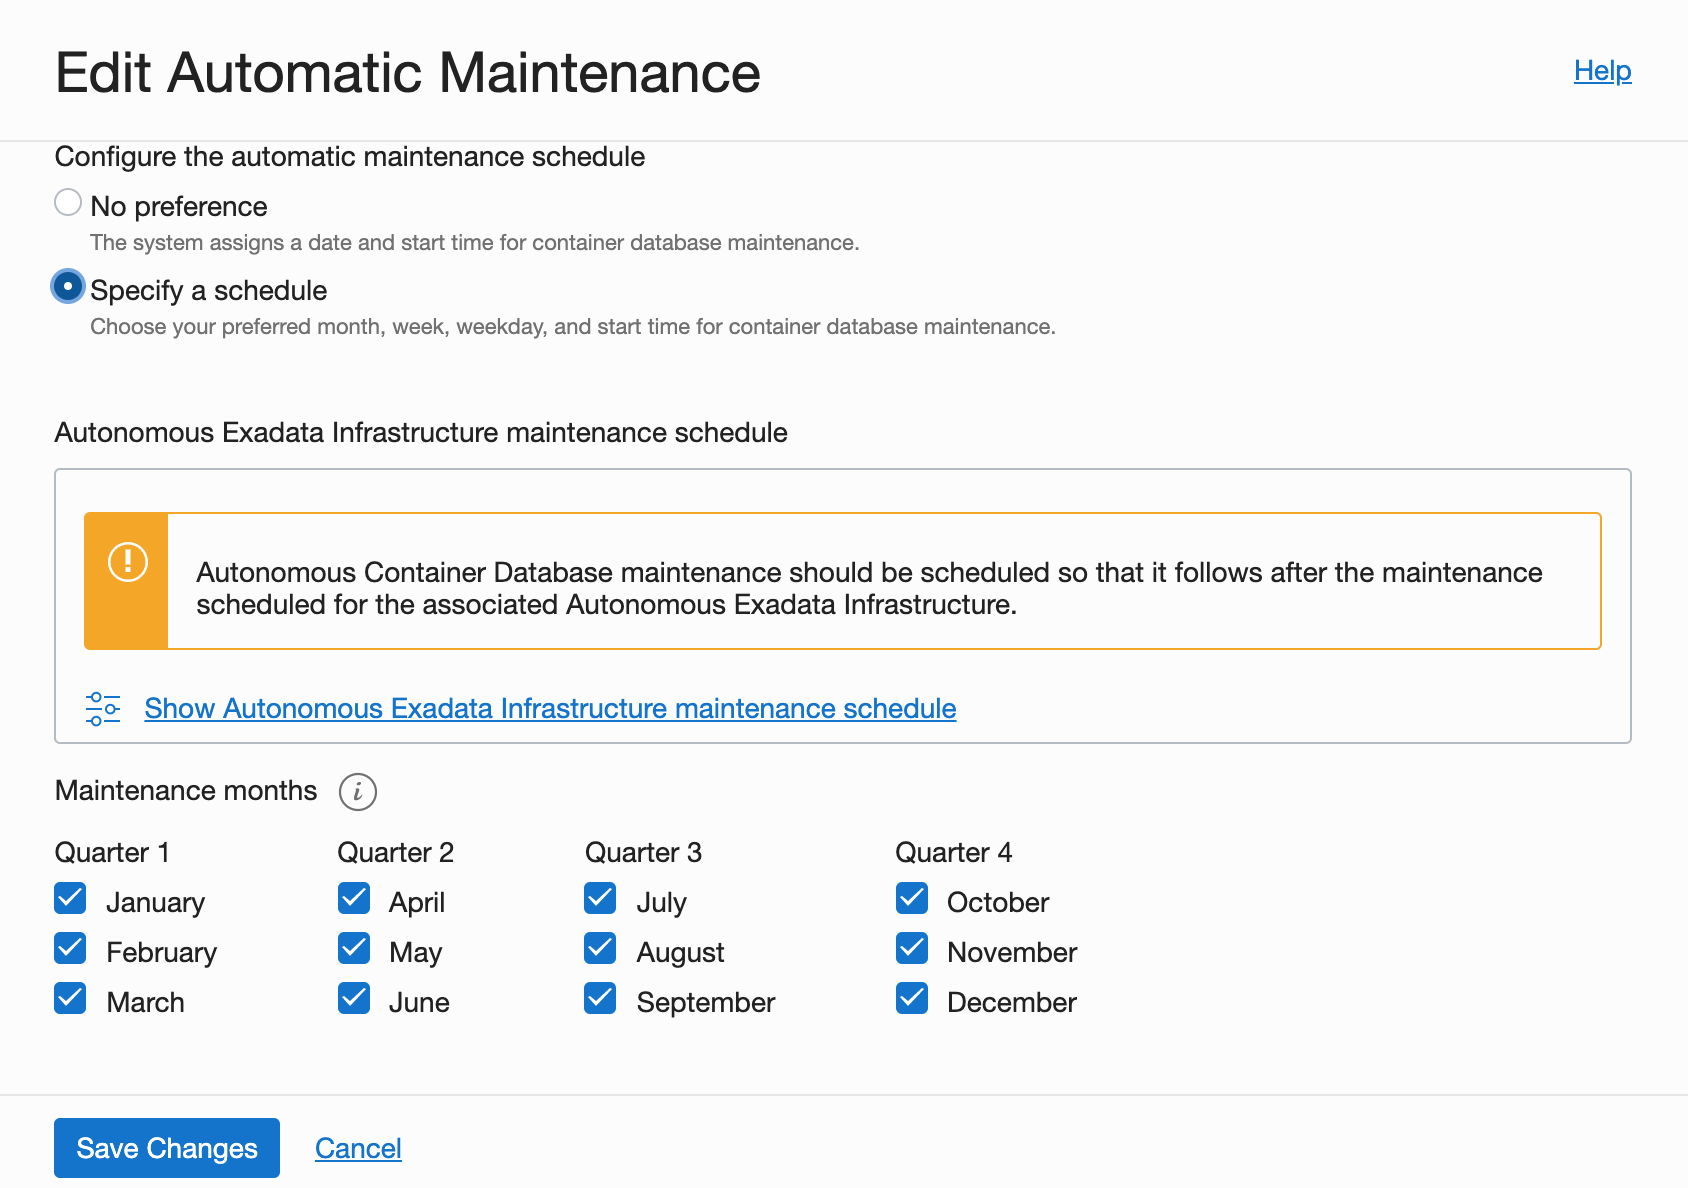 Edit Automatic Maintenance
Help
Configure the automatic maintenance schedule
No preference
The system assigns a date and start time for container database maintenance.
Specify a schedule
Choose your preferred month, week, weekday, and start time for container database maintenance.
Autonomous Exadata Infrastructure maintenance schedule
Autonomous Container Database maintenance should be scheduled so that it follows after the maintenance
scheduled for the associated Autonomous Exadata Infrastructure.
Show Autonomous Exadata Infrastructure maintenance schedule
Maintenance months
Quarter 1
January
February
March
Quarter 2
April
May
June
Quarter 3
July
August
September
Quarter 4
October
November
December
Save Changes
Cancel